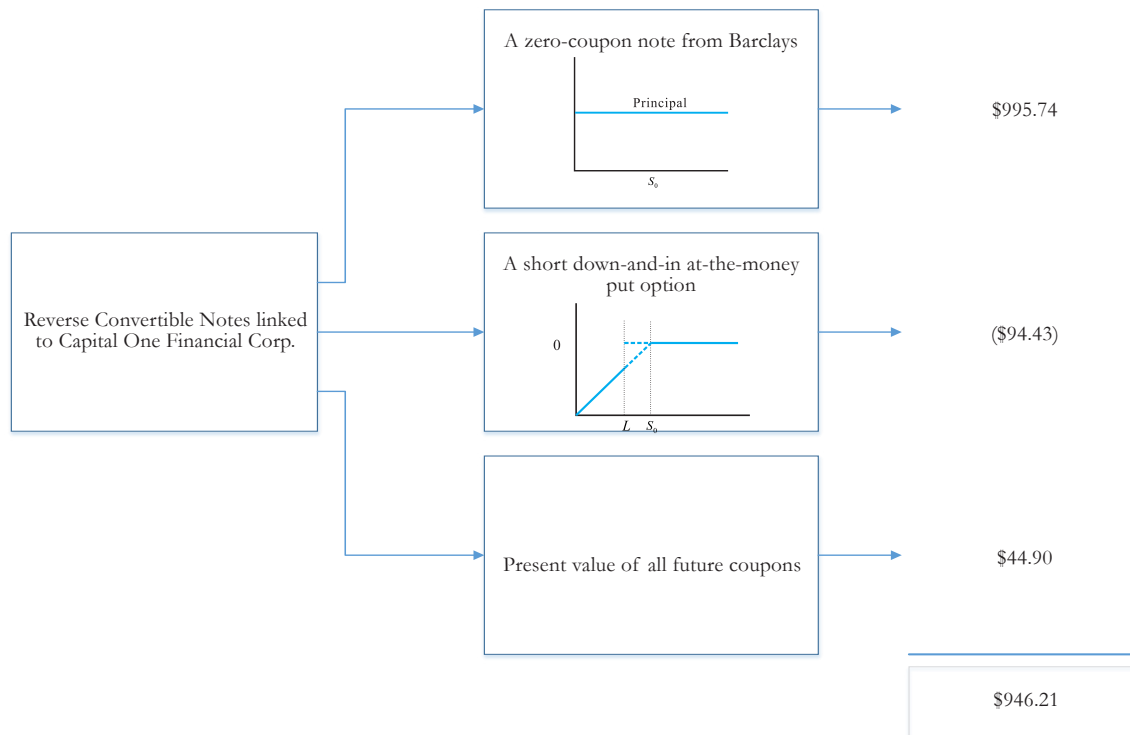 A zero-coupon note from Barclays
Principal
S₀
$995.74
Reverse Convertible Notes linked
to Capital One Financial Corp.
A short down-and-in at-the-money
put option
0
L S₀
($94.43)
Present value of all future coupons
$44.90
$946.21